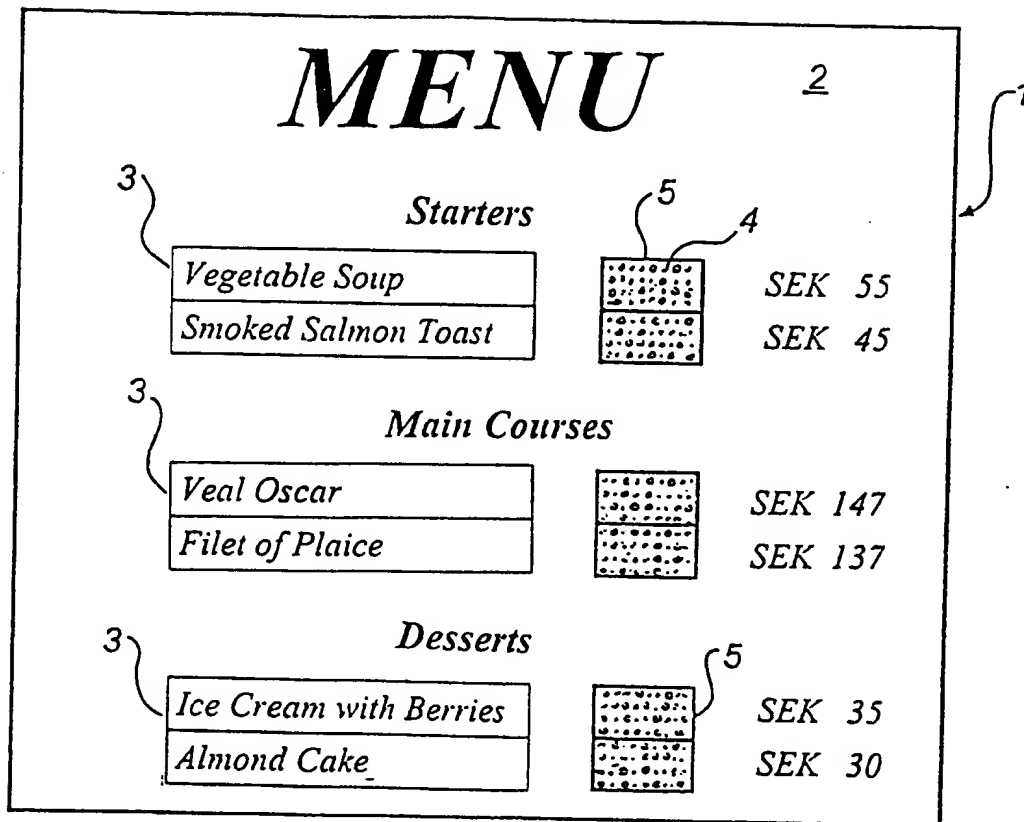 MENU 2
1
3 Starters 5 4
Vegetable Soup SEK 55
Smoked Salmon Toast SEK 45
3 Main Courses
Veal Oscar SEK 147
Filet of Plaice SEK 137
3 Desserts 5
Ice Cream with Berries SEK 35
Almond Cake SEK 30